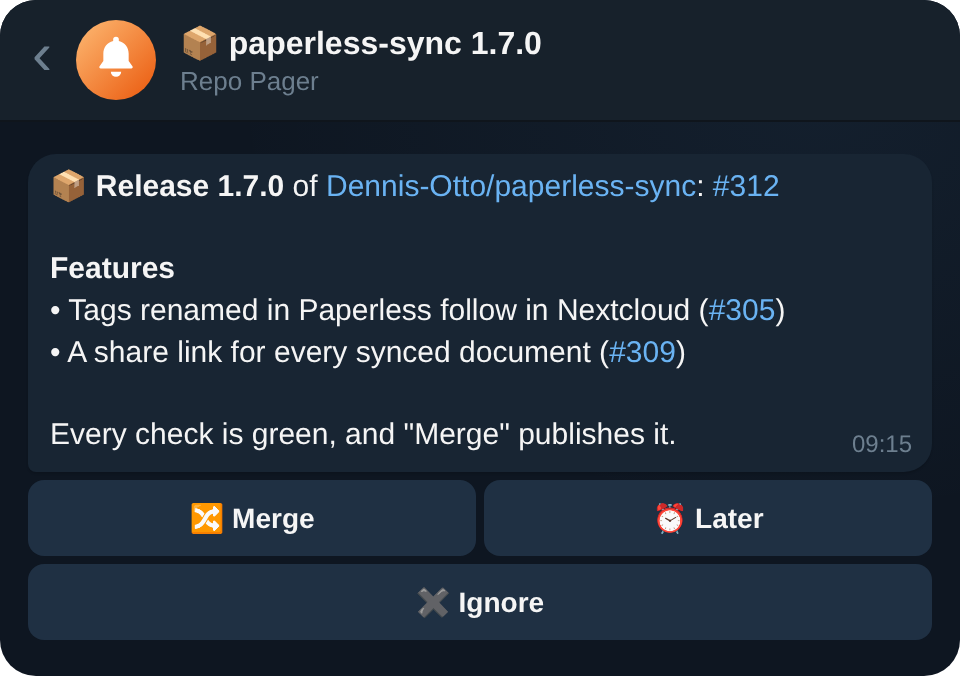 📦 paperless-sync 1.7.0
Repo Pager
📦 Release 1.7.0 of Dennis-Otto/paperless-sync: #312
Features
• Tags renamed in Paperless follow in Nextcloud (#305)
• A share link for every synced document (#309)
Every check is green, and "Merge" publishes it.
09:15
🔀 Merge
⏰ Later
✖️ Ignore